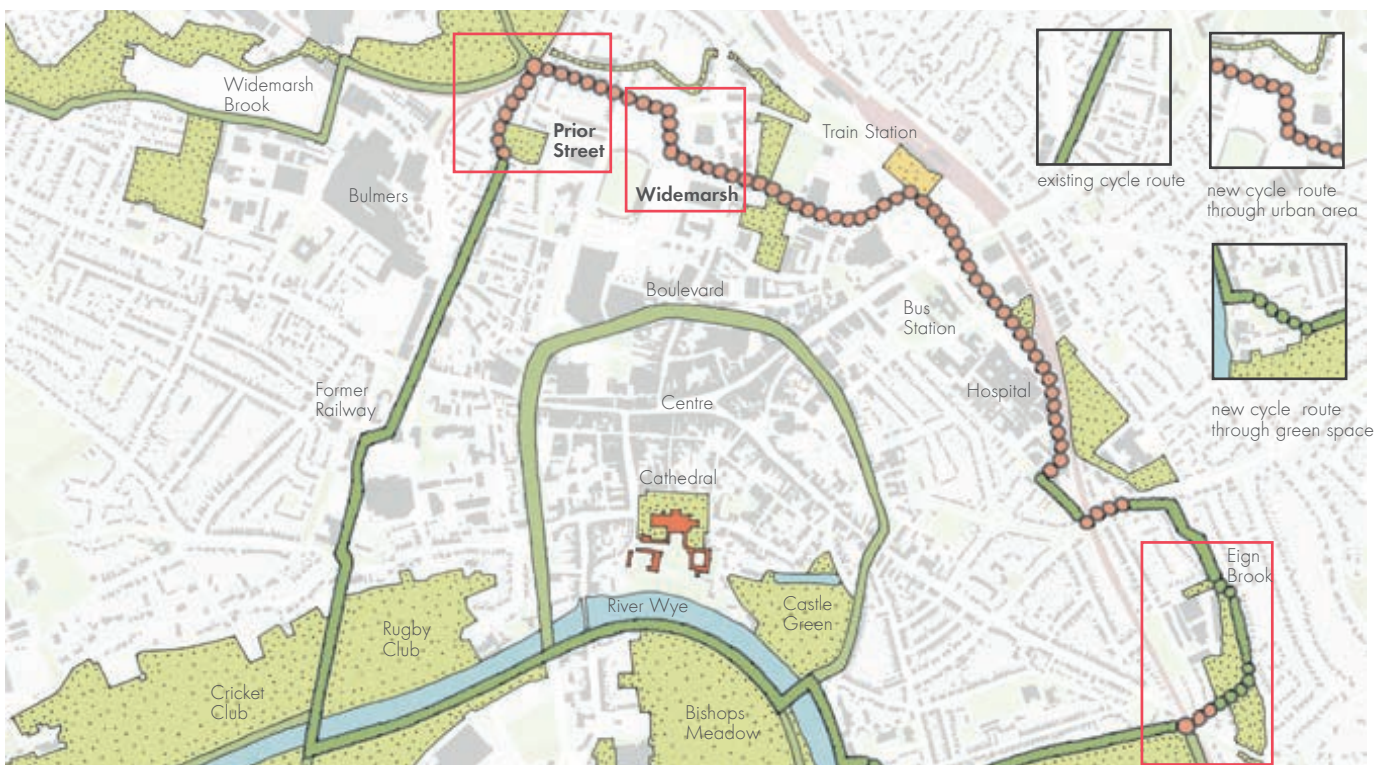 Widemarsh
Brook
Prior
Street
Train Station
existing cycle route
new cycle route
through urban area
Bulmers
Widemarsh
Boulevard
Bus
Station
Former
Railway
Centre
Hospital
new cycle route
through green space
Cathedral
Eign
Brook
River Wye
Castle
Green
Rugby
Club
Cricket
Club
Bishops
Meadow